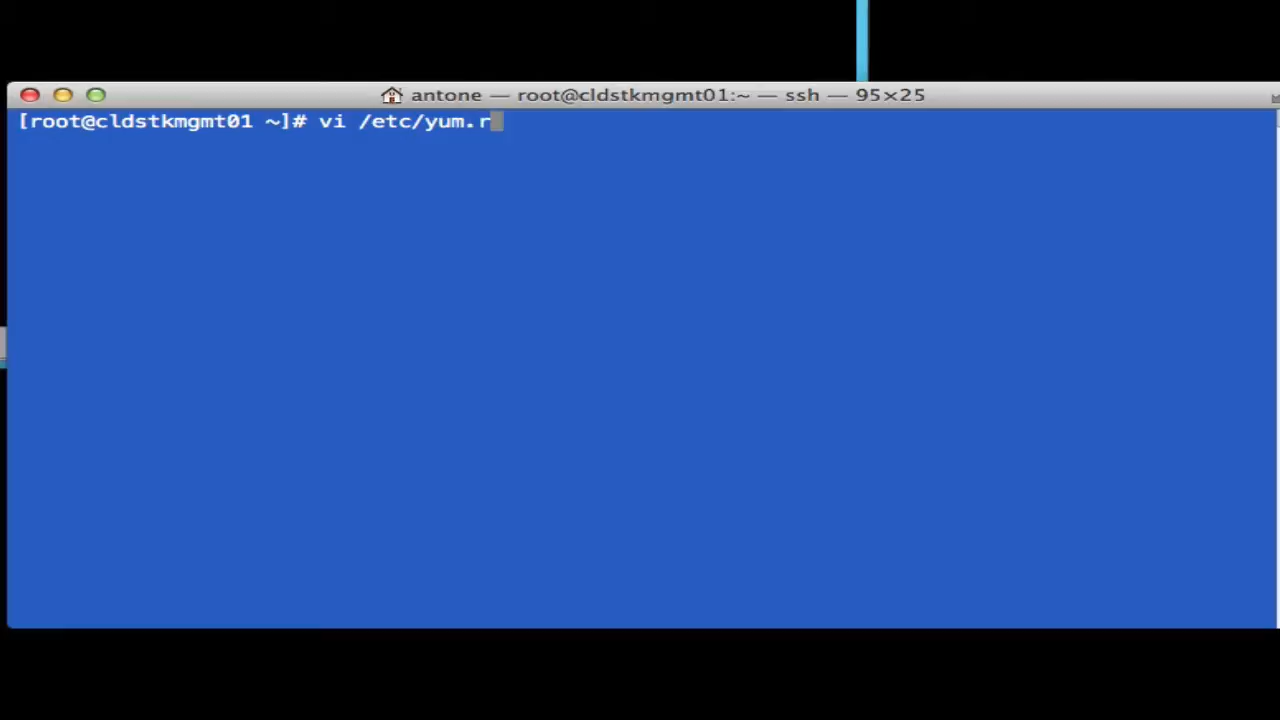 antone — root@cldstkmgmt01:~ — ssh — 95×25
[root@cldstkmgmt01 ~]# vi /etc/yum.r